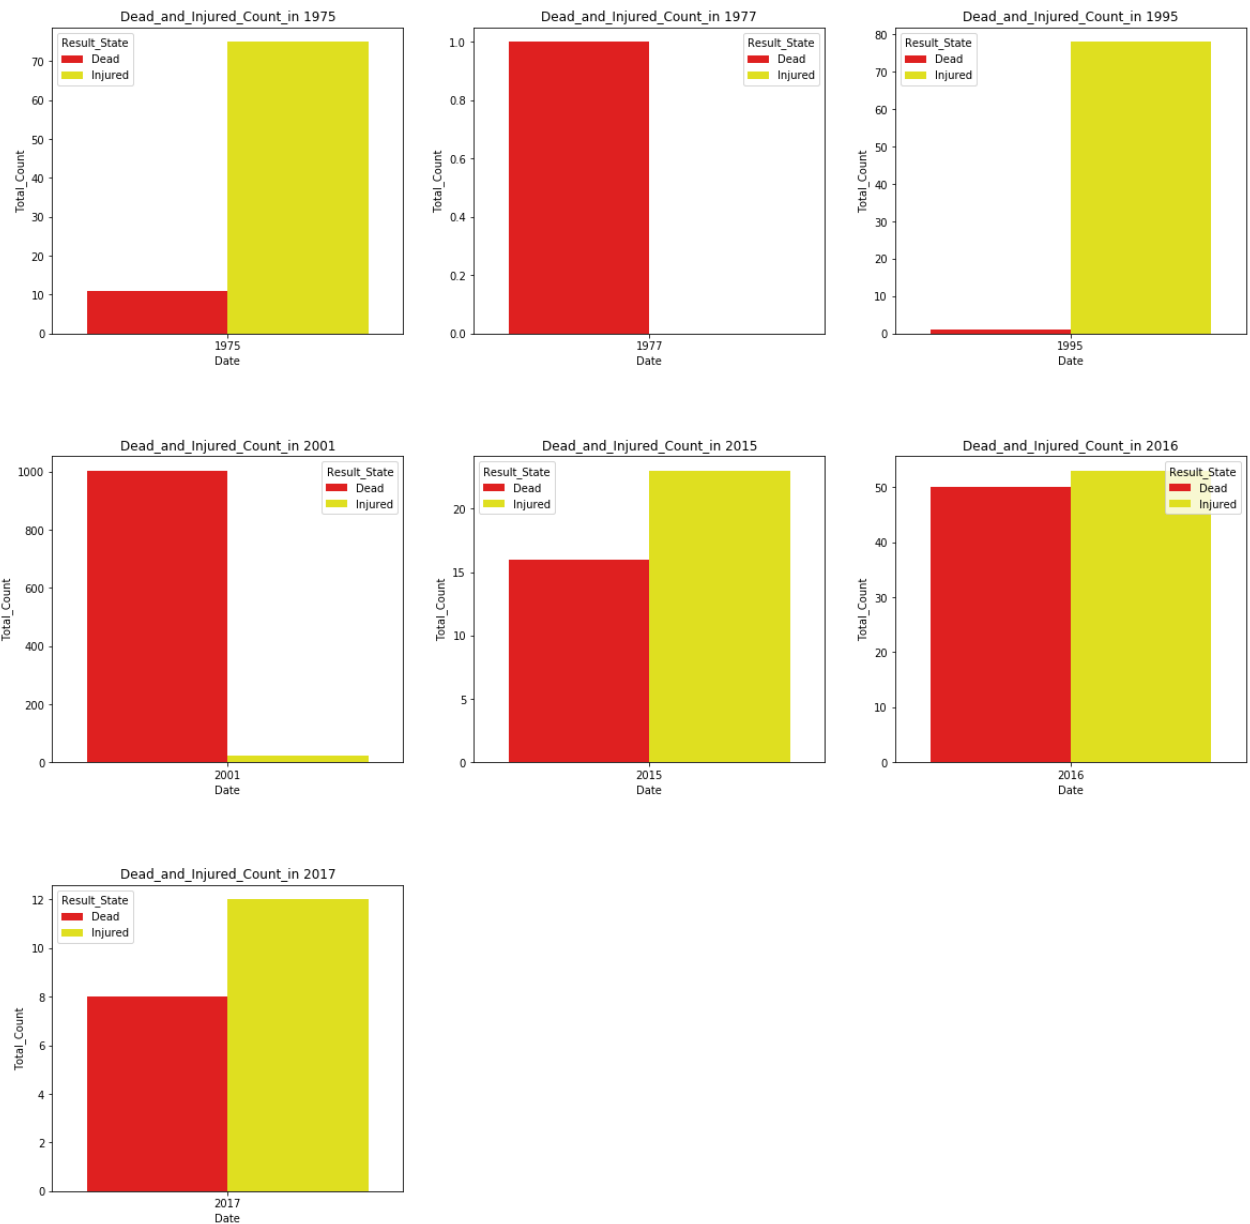 Dead_and_Injured_Count_in 1975
Result_State
Dead
Injured
70
60
50
40
30
20
10
0
Total_Count
1975
Date
Dead_and_Injured_Count_in 1977
Result_State
Dead
Injured
1.0
0.8
0.6
0.4
0.2
0.0
Total_Count
1977
Date
Dead_and_Injured_Count_in 1995
Result_State
Dead
Injured
80
70
60
50
40
30
20
10
0
Total_Count
1995
Date
Dead_and_Injured_Count_in 2001
Result_State
Dead
Injured
1000
800
600
400
200
0
Total_Count
2001
Date
Dead_and_Injured_Count_in 2015
Result_State
Dead
Injured
20
15
10
5
0
Total_Count
2015
Date
Dead_and_Injured_Count_in 2016
Result_State
Dead
Injured
50
40
30
20
10
0
Total_Count
2016
Date
Dead_and_Injured_Count_in 2017
Result_State
Dead
Injured
12
10
8
6
4
2
0
Total_Count
2017
Date